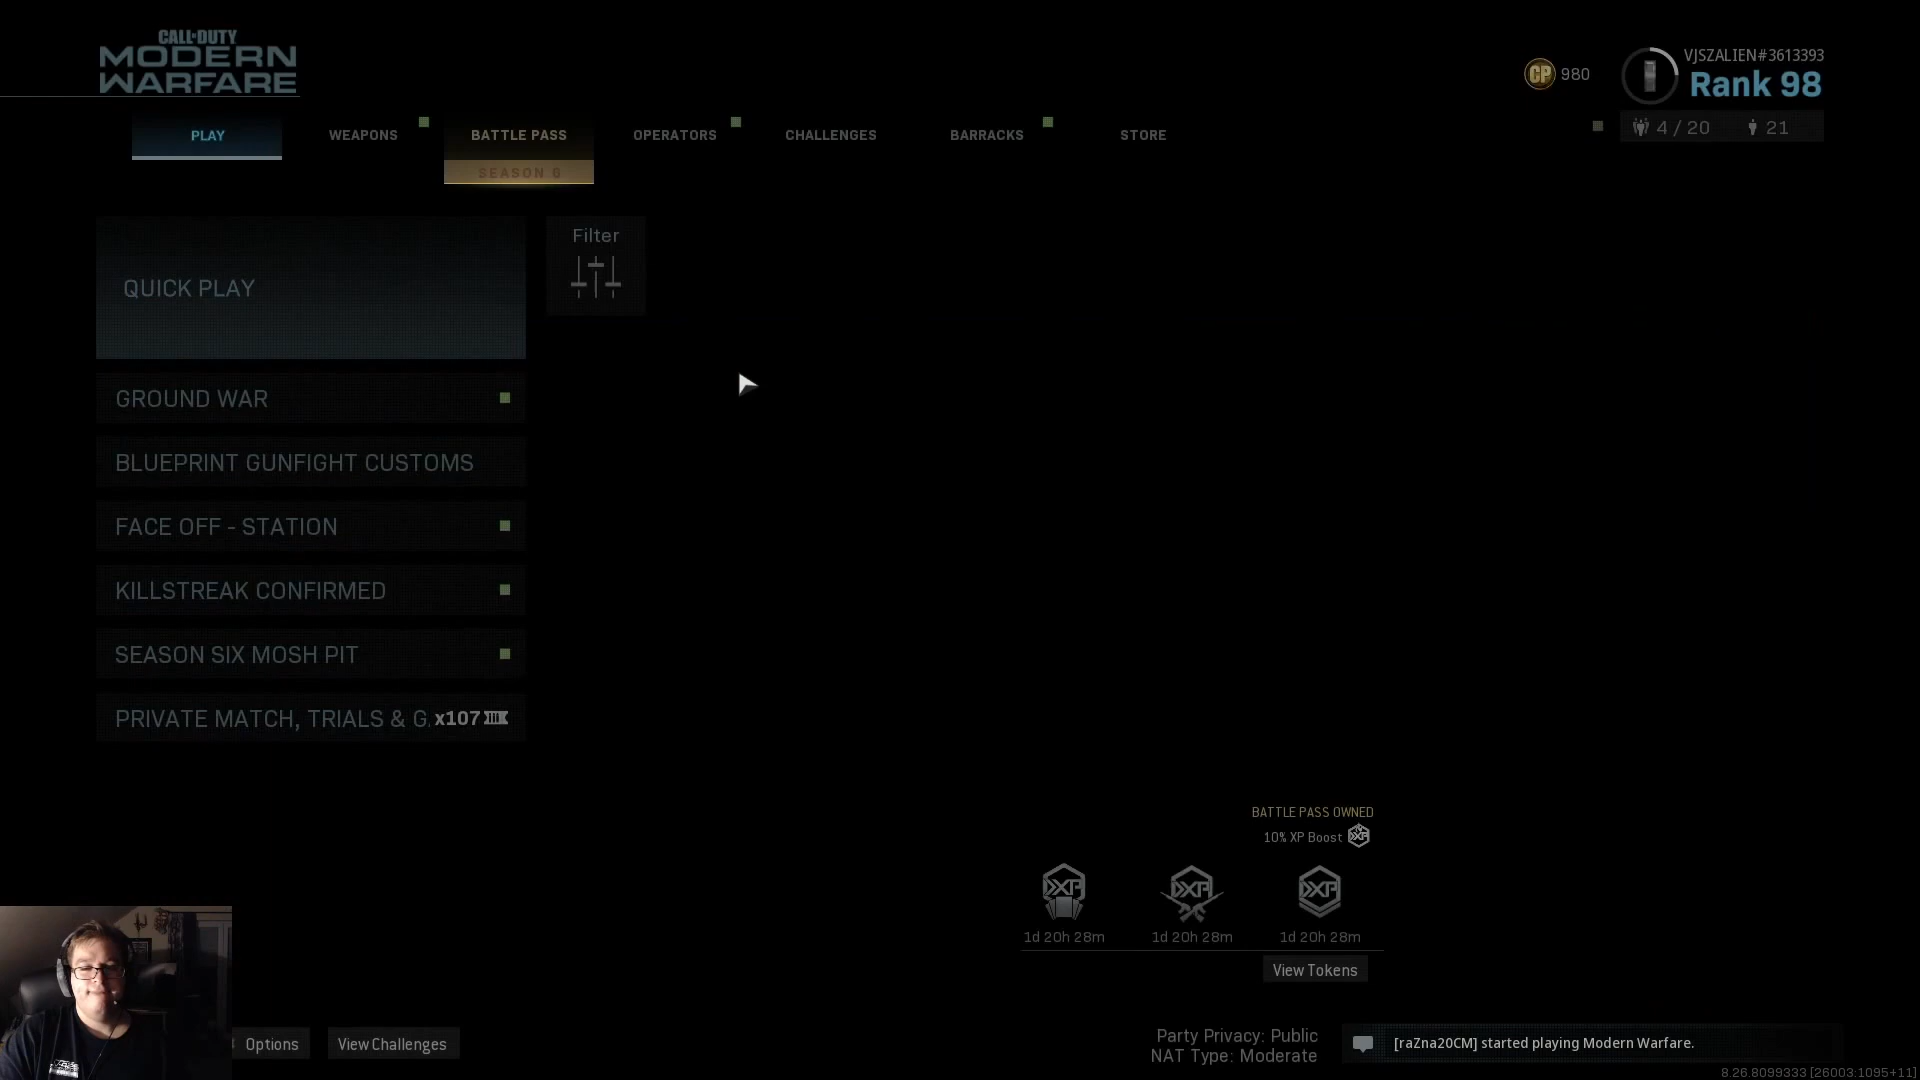 CALL OF DUTY
MODERN
WARFARE
CP 980
VJSZALIEN#3613393
Rank 98
4 / 20 21
PLAY
WEAPONS
BATTLE PASS
SEASON 6
OPERATORS
CHALLENGES
BARRACKS
STORE
QUICK PLAY
Filter
GROUND WAR
BLUEPRINT GUNFIGHT CUSTOMS
FACE OFF - STATION
KILLSTREAK CONFIRMED
SEASON SIX MOSH PIT
PRIVATE MATCH, TRIALS & G. x107
BATTLE PASS OWNED
10% XP Boost
1d 20h 28m
1d 20h 28m
1d 20h 28m
View Tokens
Options
View Challenges
Party Privacy: Public
NAT Type: Moderate
[raZna20CM] started playing Modern Warfare.
8.26.8099333 [26003:1095+11]